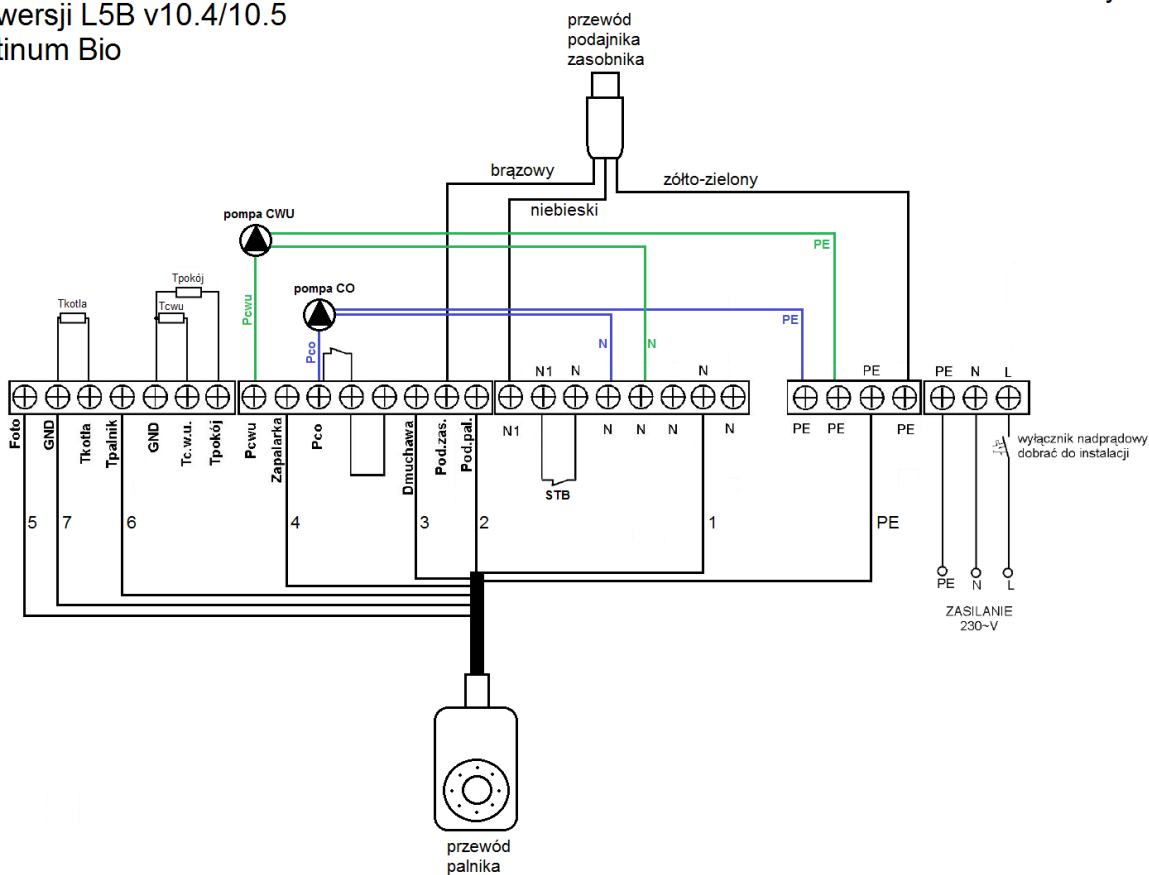 wersji L5B v10.4/10.5
tinum Bio
przewód
podajnika
zasobnika
brązowy
zółto-zielony
niebieski
pompa CWU
PE
Tpokój
Tkotla
Tcwu
pompa CO
Pcwu
PE
Pco
N
N
N1
N
N
PE
PE
N
L
Foto
GND
Tkotła
Tpalnik
GND
Tc.w.u.
Tpokój
Pcwu
Zapalarka
Pco
Dmuchawa
Pod.zas.
Pod.pal.
N1
N
N
N
N
PE
PE
PE
wyłącznik nadprądowy
dobrać do instalacji
STB
5
7
6
4
3
2
1
PE
PE
N
L
ZASILANIE
230~V
przewód
palnika